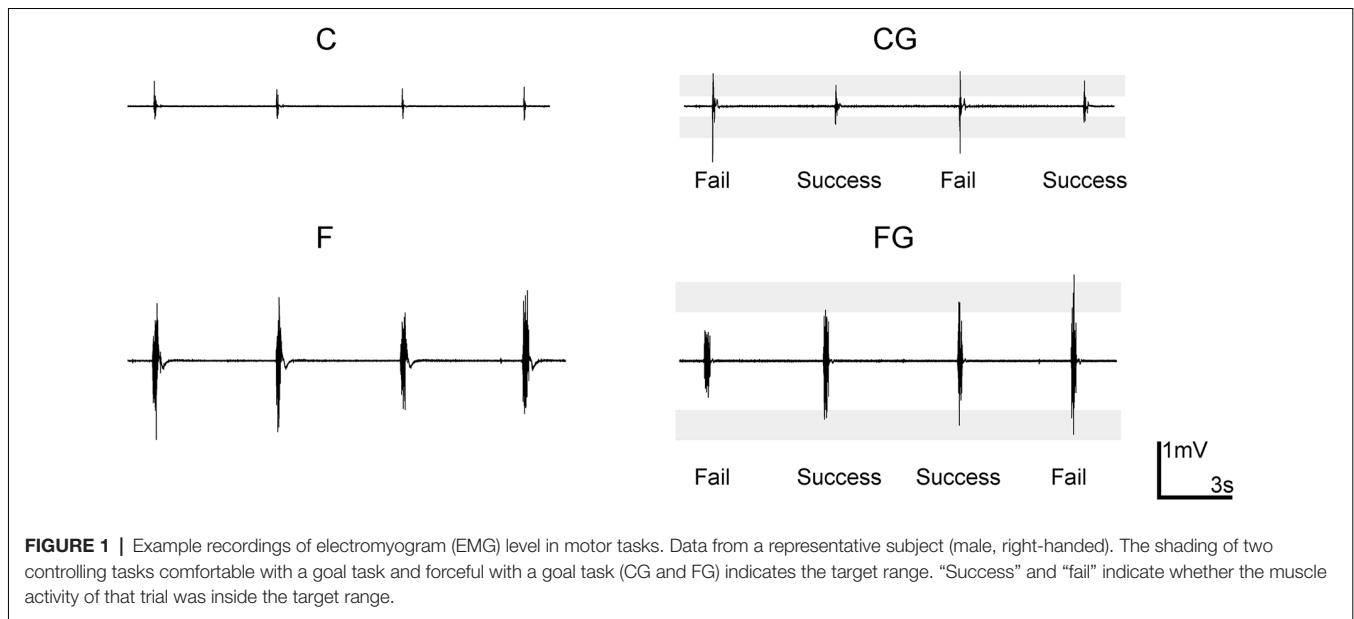 C
CG
Fail Success Fail Success
F
FG
Fail Success Success Fail
1mV
3s
FIGURE 1 | Example recordings of electromyogram (EMG) level in motor tasks. Data from a representative subject (male, right-handed). The shading of two
controlling tasks comfortable with a goal task and forceful with a goal task (CG and FG) indicates the target range. “Success” and “fail” indicate whether the muscle
activity of that trial was inside the target range.